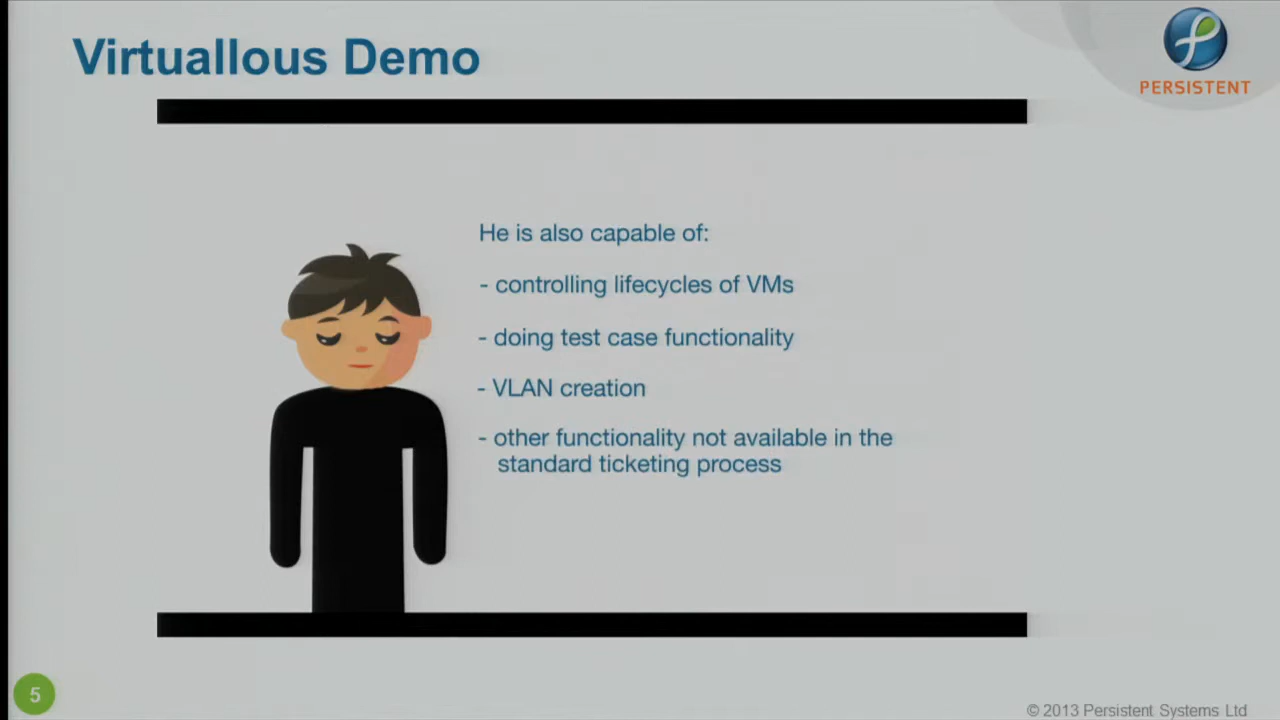 Virtuallous Demo
PERSISTENT
He is also capable of:
- controlling lifecycles of VMs
- doing test case functionality
- VLAN creation
- other functionality not available in the
standard ticketing process
5
© 2013 Persistent Systems Ltd